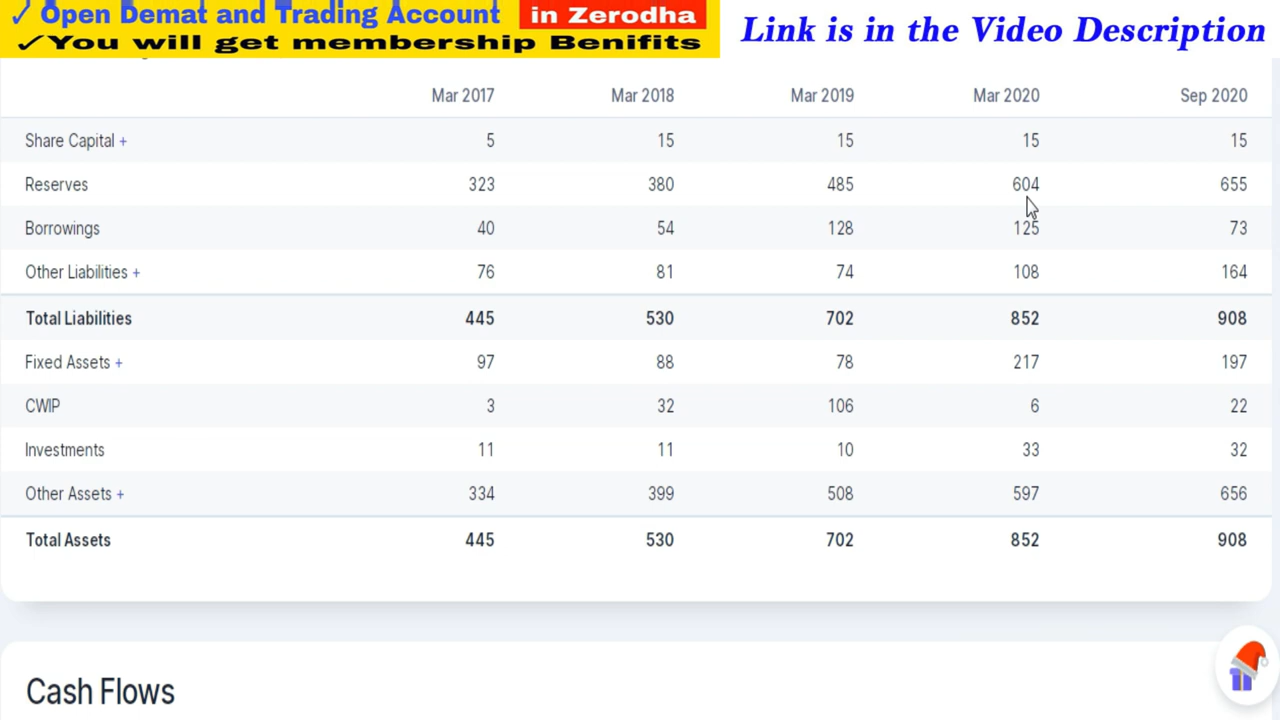 ✓ Open Demat and Trading Account in Zerodha
✓You will get membership Benifits
Link is in the Video Description
Mar 2017 Mar 2018 Mar 2019 Mar 2020 Sep 2020
Share Capital + 5 15 15 15 15
Reserves 323 380 485 604 655
Borrowings 40 54 128 125 73
Other Liabilities + 76 81 74 108 164
Total Liabilities 445 530 702 852 908
Fixed Assets + 97 88 78 217 197
CWIP 3 32 106 6 22
Investments 11 11 10 33 32
Other Assets + 334 399 508 597 656
Total Assets 445 530 702 852 908
Cash Flows